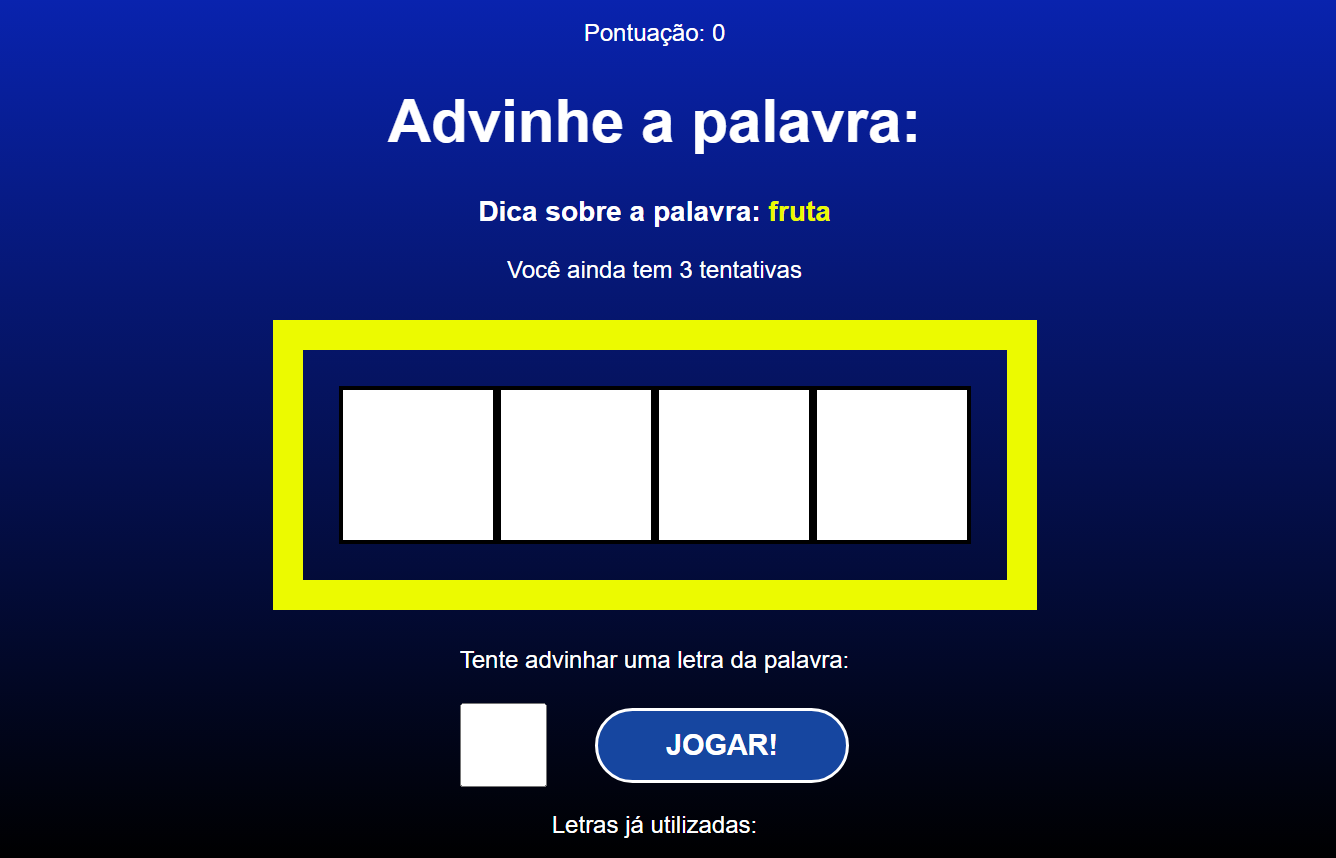 Pontuação: 0
Advinhe a palavra:
Dica sobre a palavra: fruta
Você ainda tem 3 tentativas
Tente advinhar uma letra da palavra:
JOGAR!
Letras já utilizadas: